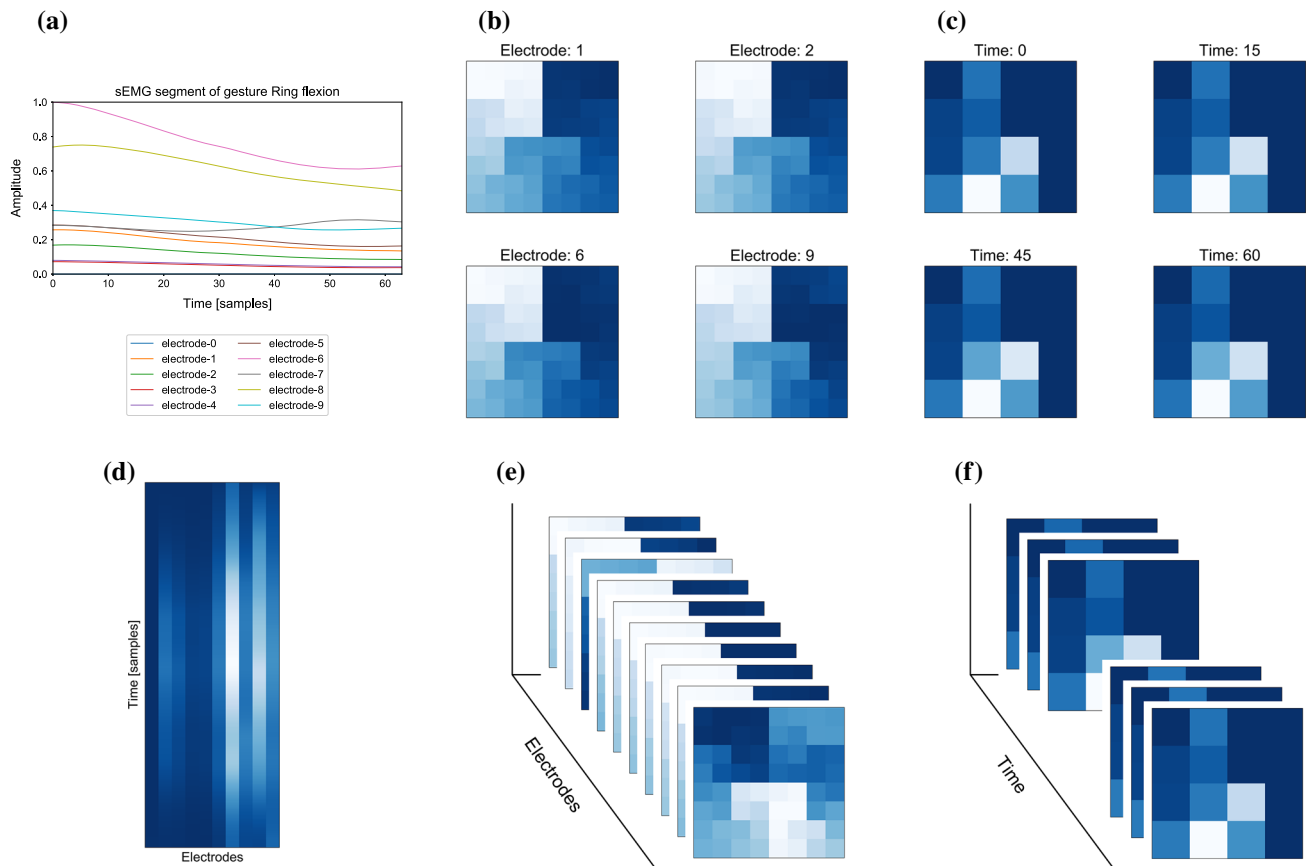 (a)
sEMG segment of gesture Ring flexion
1.0
0.8
0.6
0.4
0.2
0.0
Amplitude
0 10 20 30 40 50 60
Time [samples]
electrode-0 electrode-5
electrode-1 electrode-6
electrode-2 electrode-7
electrode-3 electrode-8
electrode-4 electrode-9
(b)
Electrode: 1 Electrode: 2
Electrode: 6 Electrode: 9
(c)
Time: 0 Time: 15
Time: 45 Time: 60
(d)
Time [samples]
Electrodes
(e)
Electrodes
(f)
Time